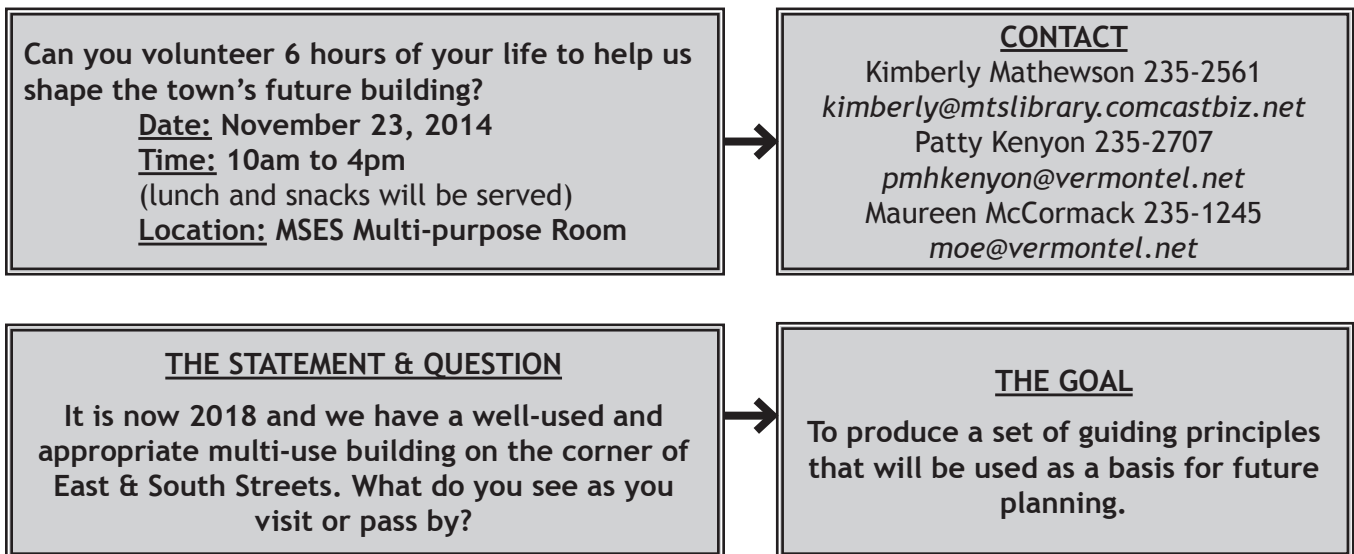 Can you volunteer 6 hours of your life to help us
shape the town's future building?
Date: November 23, 2014
Time: 10am to 4pm
(lunch and snacks will be served)
Location: MSES Multi-purpose Room
CONTACT
Kimberly Mathewson 235-2561
kimberly@mtslibrary.comcastbiz.net
Patty Kenyon 235-2707
pmhkenyon@vermontel.net
Maureen McCormack 235-1245
moe@vermontel.net
THE STATEMENT & QUESTION
It is now 2018 and we have a well-used and
appropriate multi-use building on the corner of
East & South Streets. What do you see as you
visit or pass by?
THE GOAL
To produce a set of guiding principles
that will be used as a basis for future
planning.